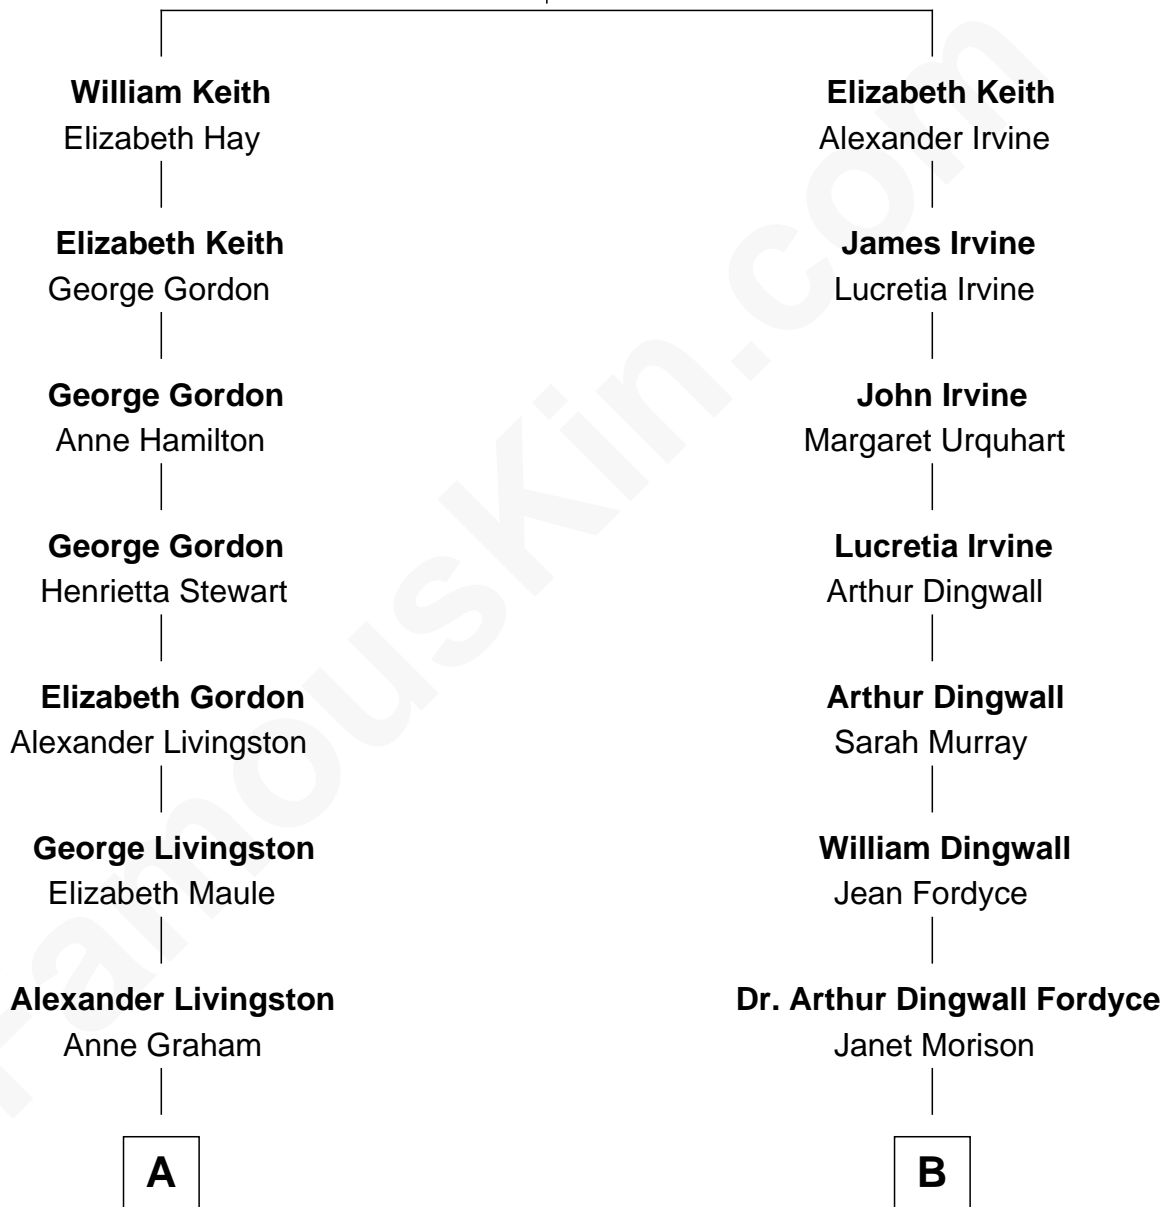 William Keith
Elizabeth Hay
Elizabeth Keith
George Gordon
George Gordon
Anne Hamilton
George Gordon
Henrietta Stewart
Elizabeth Gordon
Alexander Livingston
George Livingston
Elizabeth Maule
Alexander Livingston
Anne Graham
A
Elizabeth Keith
Alexander Irvine
James Irvine
Lucretia Irvine
John Irvine
Margaret Urquhart
Lucretia Irvine
Arthur Dingwall
Arthur Dingwall
Sarah Murray
William Dingwall
Jean Fordyce
Dr. Arthur Dingwall Fordyce
Janet Morison
B
FamousKin.com